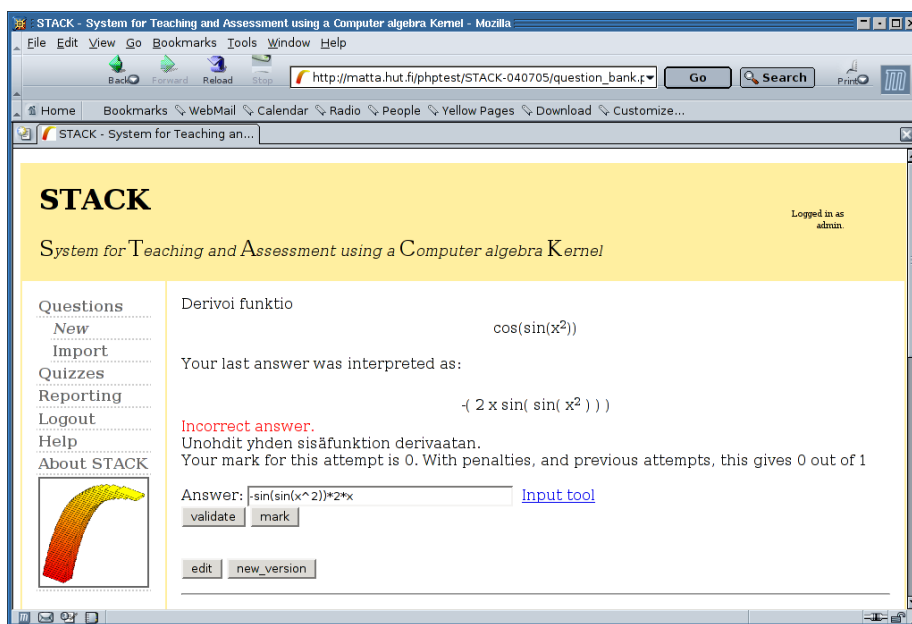 STACK - System for Teaching and Assessment using a Computer algebra Kernel - Mozilla
File Edit View Go Bookmarks Tools Window Help
Back Forward Reload Stop http://matta.hut.fi/phptest/STACK-040705/question_bank.p Go Search Print
Home Bookmarks WebMail Calendar Radio People Yellow Pages Download Customize...
STACK - System for Teaching an...
STACK
Logged in as
admin.
System for Teaching and Assessment using a Computer algebra Kernel
Questions
New
Import
Quizzes
Reporting
Logout
Help
About STACK
Derivoi funktio
cos(sin(x²))
Your last answer was interpreted as:
-( 2 x sin( sin( x² ) ) )
Incorrect answer.
Unohdit yhden sisäfunktion derivaatan.
Your mark for this attempt is 0. With penalties, and previous attempts, this gives 0 out of 1
Answer: -sin(sin(x^2))*2*x Input tool
validate mark
edit new_version